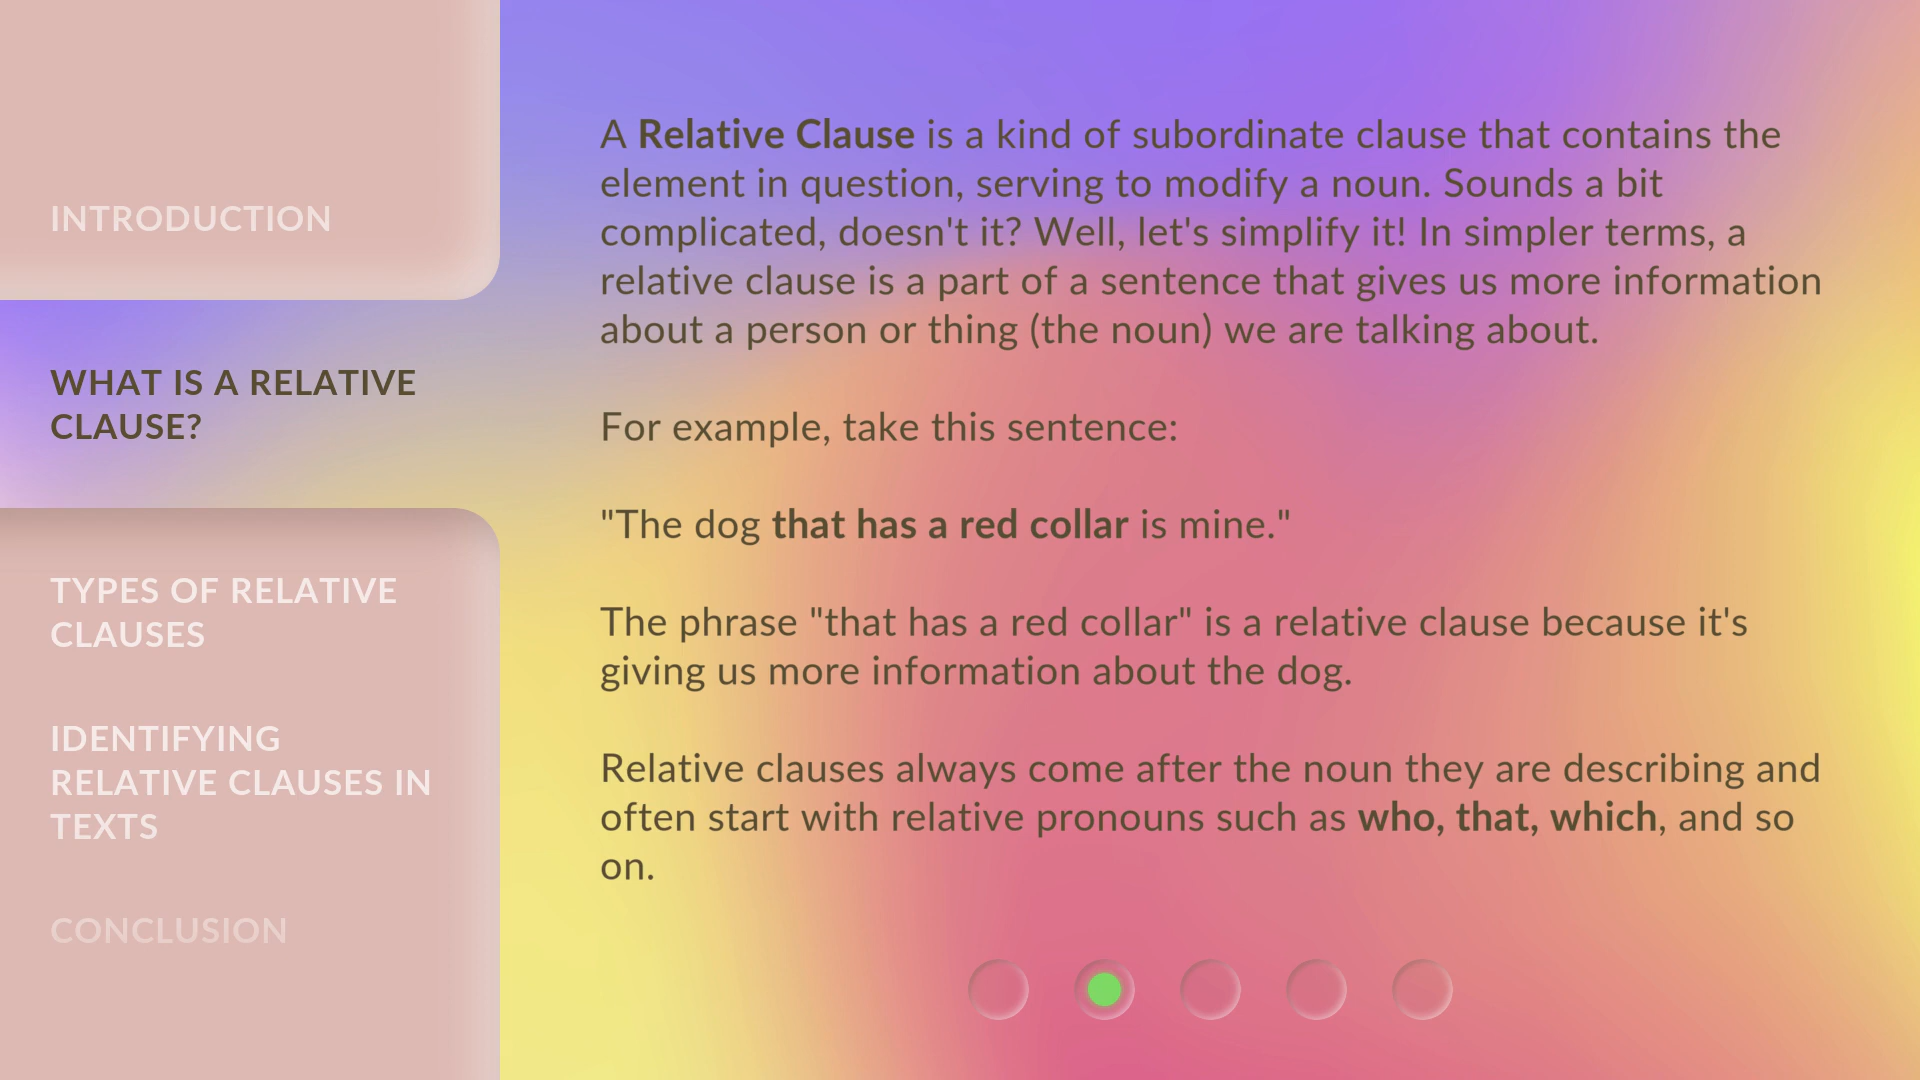 INTRODUCTION
WHAT IS A RELATIVE
CLAUSE?
TYPES OF RELATIVE
CLAUSES
IDENTIFYING
RELATIVE CLAUSES IN
TEXTS
CONCLUSION
A Relative Clause is a kind of subordinate clause that contains the
element in question, serving to modify a noun. Sounds a bit
complicated, doesn't it? Well, let's simplify it! In simpler terms, a
relative clause is a part of a sentence that gives us more information
about a person or thing (the noun) we are talking about.
For example, take this sentence:
"The dog that has a red collar is mine."
The phrase "that has a red collar" is a relative clause because it's
giving us more information about the dog.
Relative clauses always come after the noun they are describing and
often start with relative pronouns such as who, that, which, and so
on.